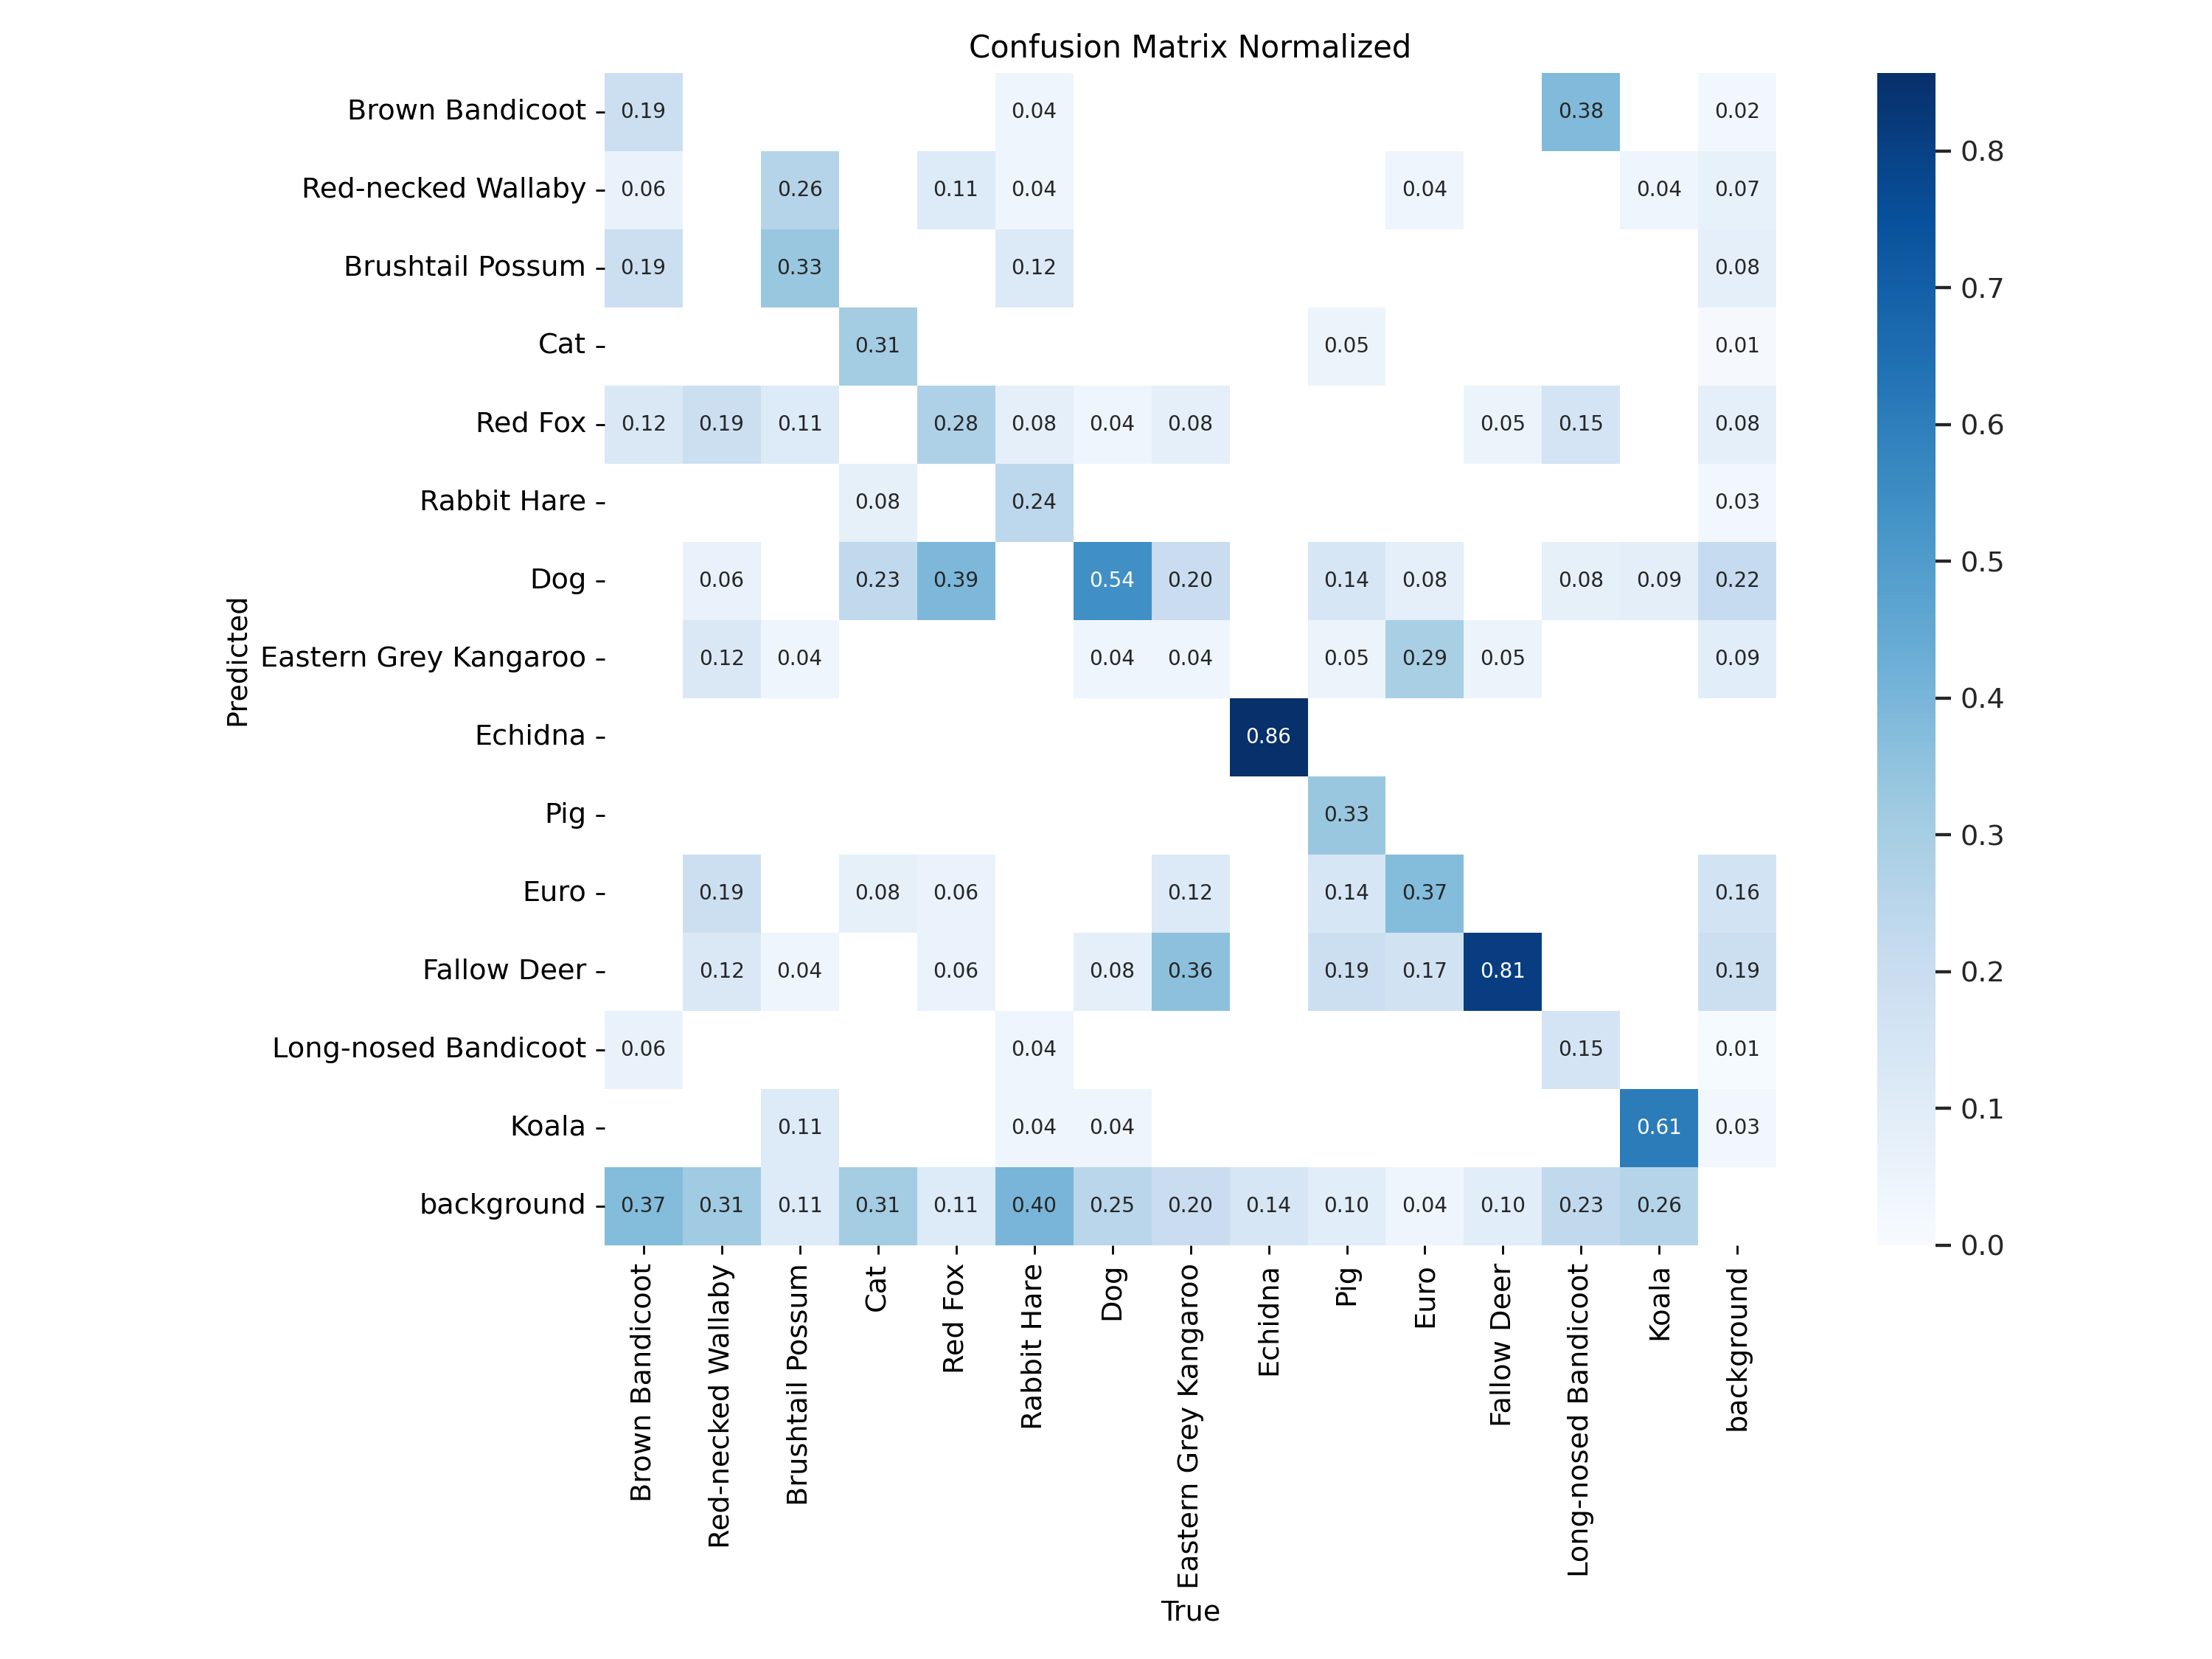 Confusion Matrix Normalized
Brown Bandicoot 0.19 0.04 0.38 0.02
Red-necked Wallaby 0.06 0.26 0.11 0.04 0.04 0.04 0.07
Brushtail Possum 0.19 0.33 0.12 0.08
Cat 0.31 0.05 0.01
Red Fox 0.12 0.19 0.11 0.28 0.08 0.04 0.08 0.05 0.15 0.08
Rabbit Hare 0.08 0.24 0.03
Dog 0.06 0.23 0.39 0.54 0.20 0.14 0.08 0.08 0.09 0.22
Eastern Grey Kangaroo 0.12 0.04 0.04 0.04 0.05 0.29 0.05 0.09
Echidna 0.86
Pig 0.33
Euro 0.19 0.08 0.06 0.12 0.14 0.37 0.16
Fallow Deer 0.12 0.04 0.06 0.08 0.36 0.19 0.17 0.81 0.19
Long-nosed Bandicoot 0.06 0.04 0.15 0.01
Koala 0.11 0.04 0.04 0.61 0.03
background 0.37 0.31 0.11 0.31 0.11 0.40 0.25 0.20 0.14 0.10 0.04 0.10 0.23 0.26
Predicted
Brown Bandicoot
Red-necked Wallaby
Brushtail Possum
Cat
Red Fox
Rabbit Hare
Dog
Eastern Grey Kangaroo
Echidna
Pig
Euro
Fallow Deer
Long-nosed Bandicoot
Koala
background
True
0.8
0.7
0.6
0.5
0.4
0.3
0.2
0.1
0.0